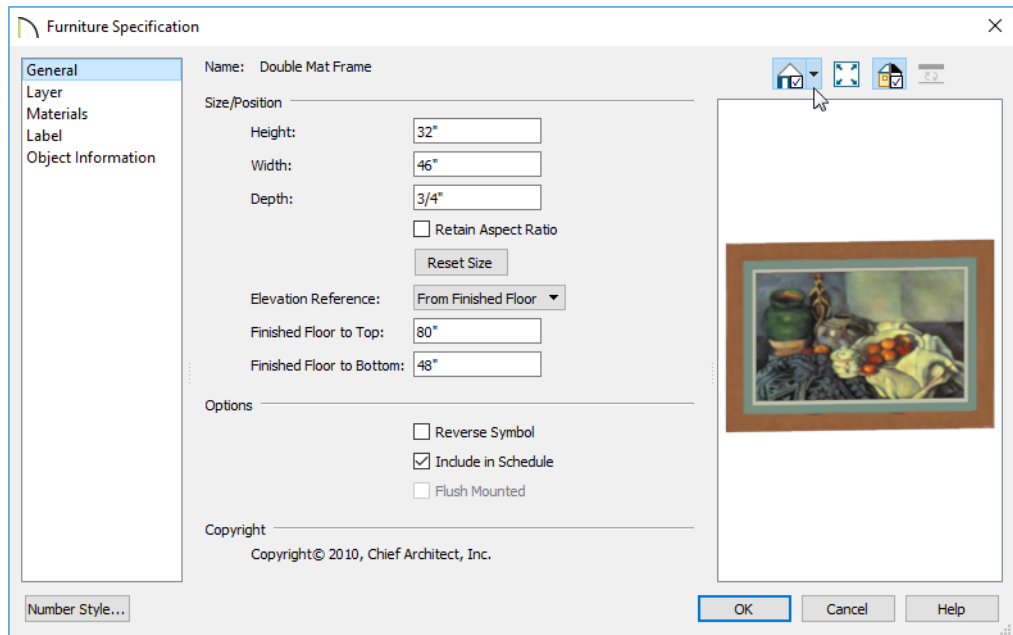 Furniture Specification
General
Layer
Materials
Label
Object Information
Name: Double Mat Frame
Size/Position
Height: 32"
Width: 46"
Depth: 3/4"
Retain Aspect Ratio
Reset Size
Elevation Reference: From Finished Floor
Finished Floor to Top: 80"
Finished Floor to Bottom: 48"
Options
Reverse Symbol
Include in Schedule
Flush Mounted
Copyright
Copyright© 2010, Chief Architect, Inc.
Number Style...
OK Cancel Help